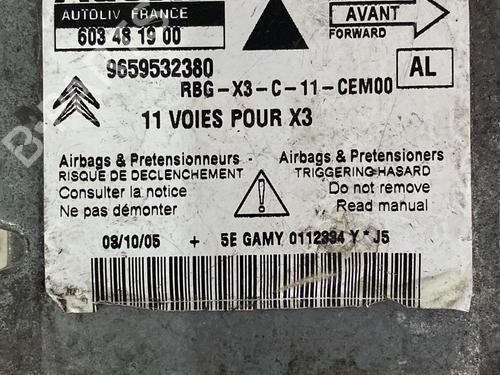 AUTOLIV FRANCE
603 48 19 00
AVANT
FORWARD
9659532380
AL
RBG-X3-C-11-CEM00
11 VOIES POUR X3
Airbags & Pretensionneurs
RISQUE DE DECLENCHEMENT
Consulter la notice
Ne pas démonter
Airbags & Pretensioners
TRIGGERING HASARD
Do not remove
Read manual
03/10/05 + 5E GAMY 0112334 Y * J5